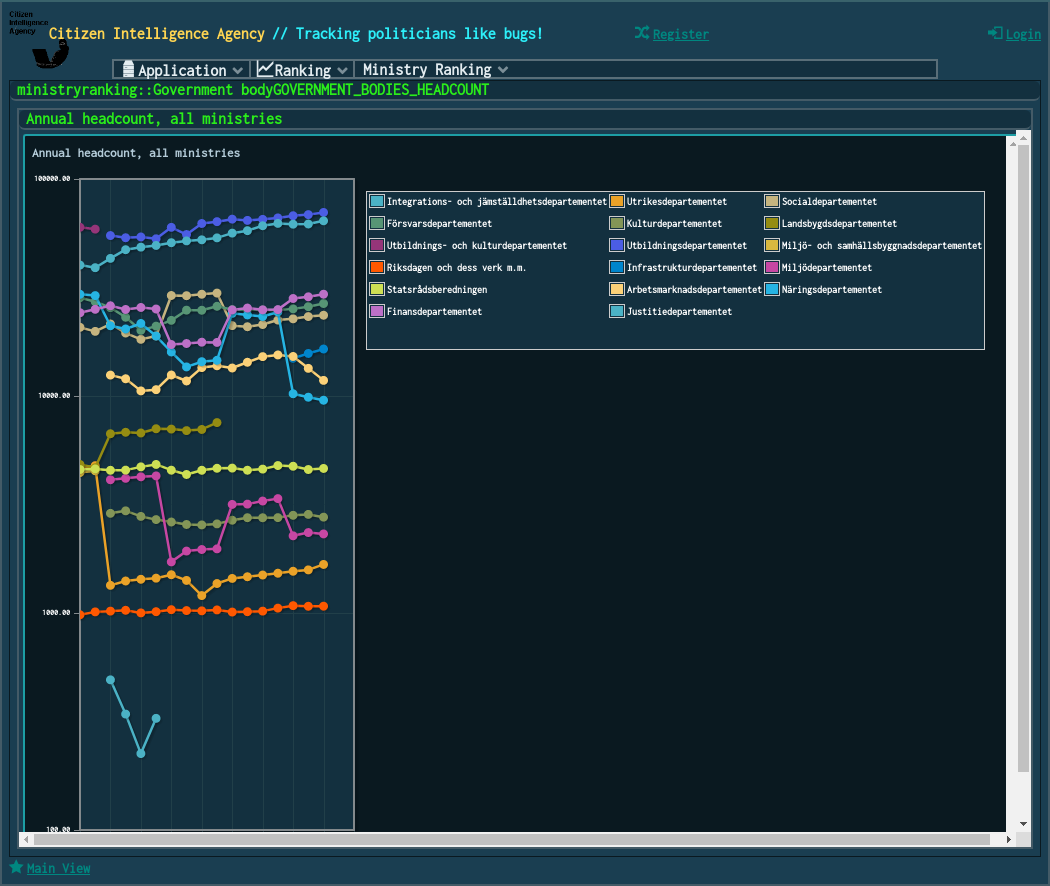 Citizen
Intelligence
Agency
Citizen Intelligence Agency // Tracking politicians like bugs!
Register
Login
Application
Ranking
Ministry Ranking
ministryranking::Government bodyGOVERNMENT_BODIES_HEADCOUNT
Annual headcount, all ministries
Annual headcount, all ministries
100000.00
10000.00
1000.00
100.00
Integrations- och jämställdhetsdepartementet Utrikesdepartementet Socialdepartementet
Försvarsdepartementet Kulturdepartementet Landsbygdsdepartementet
Utbildnings- och kulturdepartementet Utbildningsdepartementet Miljö- och samhällsbyggnadsdepartementet
Riksdagen och dess verk m.m. Infrastrukturdepartementet Miljödepartementet
Statsrådsberedningen Arbetsmarknadsdepartementet Näringsdepartementet
Finansdepartementet Justitiedepartementet
Main View